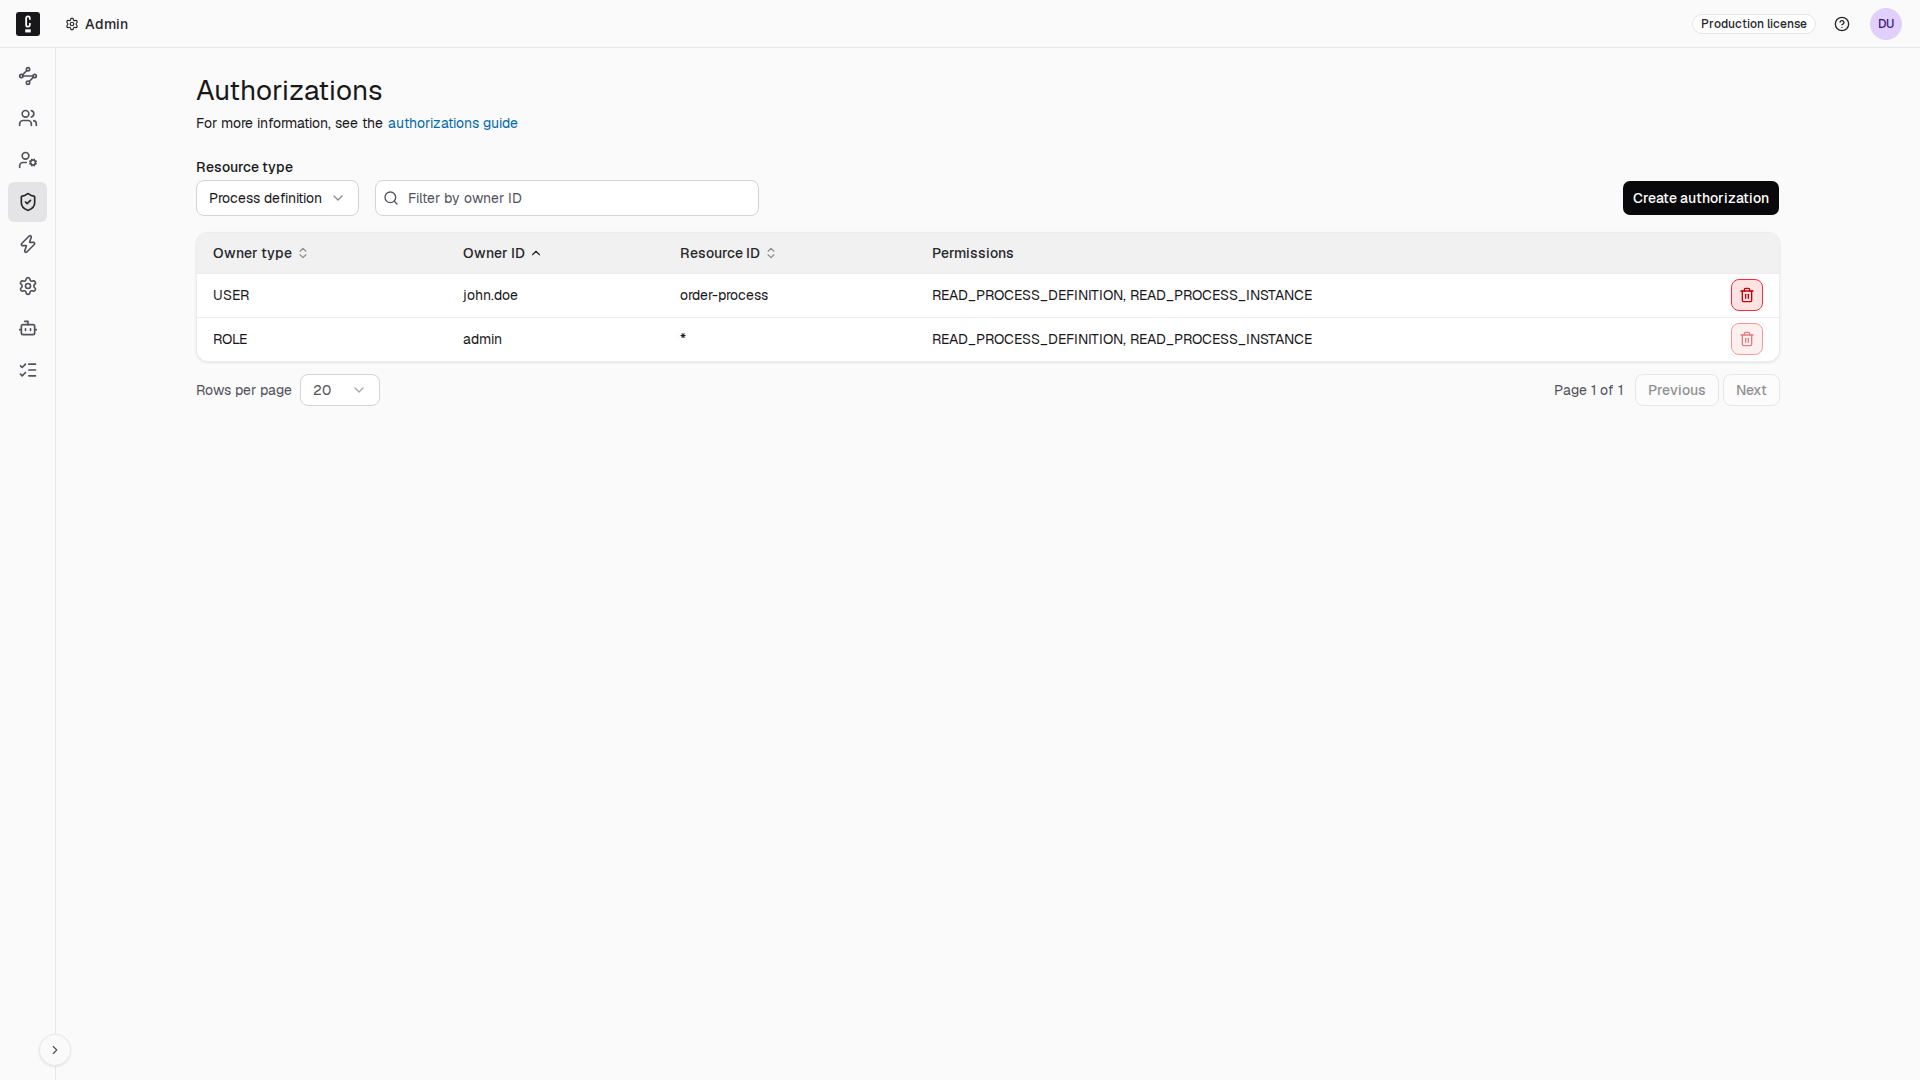 Admin
Production license
DU
Authorizations
For more information, see the authorizations guide
Resource type
Process definition
Filter by owner ID
Create authorization
Owner type Owner ID Resource ID Permissions
USER john.doe order-process READ_PROCESS_DEFINITION, READ_PROCESS_INSTANCE
ROLE admin * READ_PROCESS_DEFINITION, READ_PROCESS_INSTANCE
Rows per page 20 Page 1 of 1 Previous Next